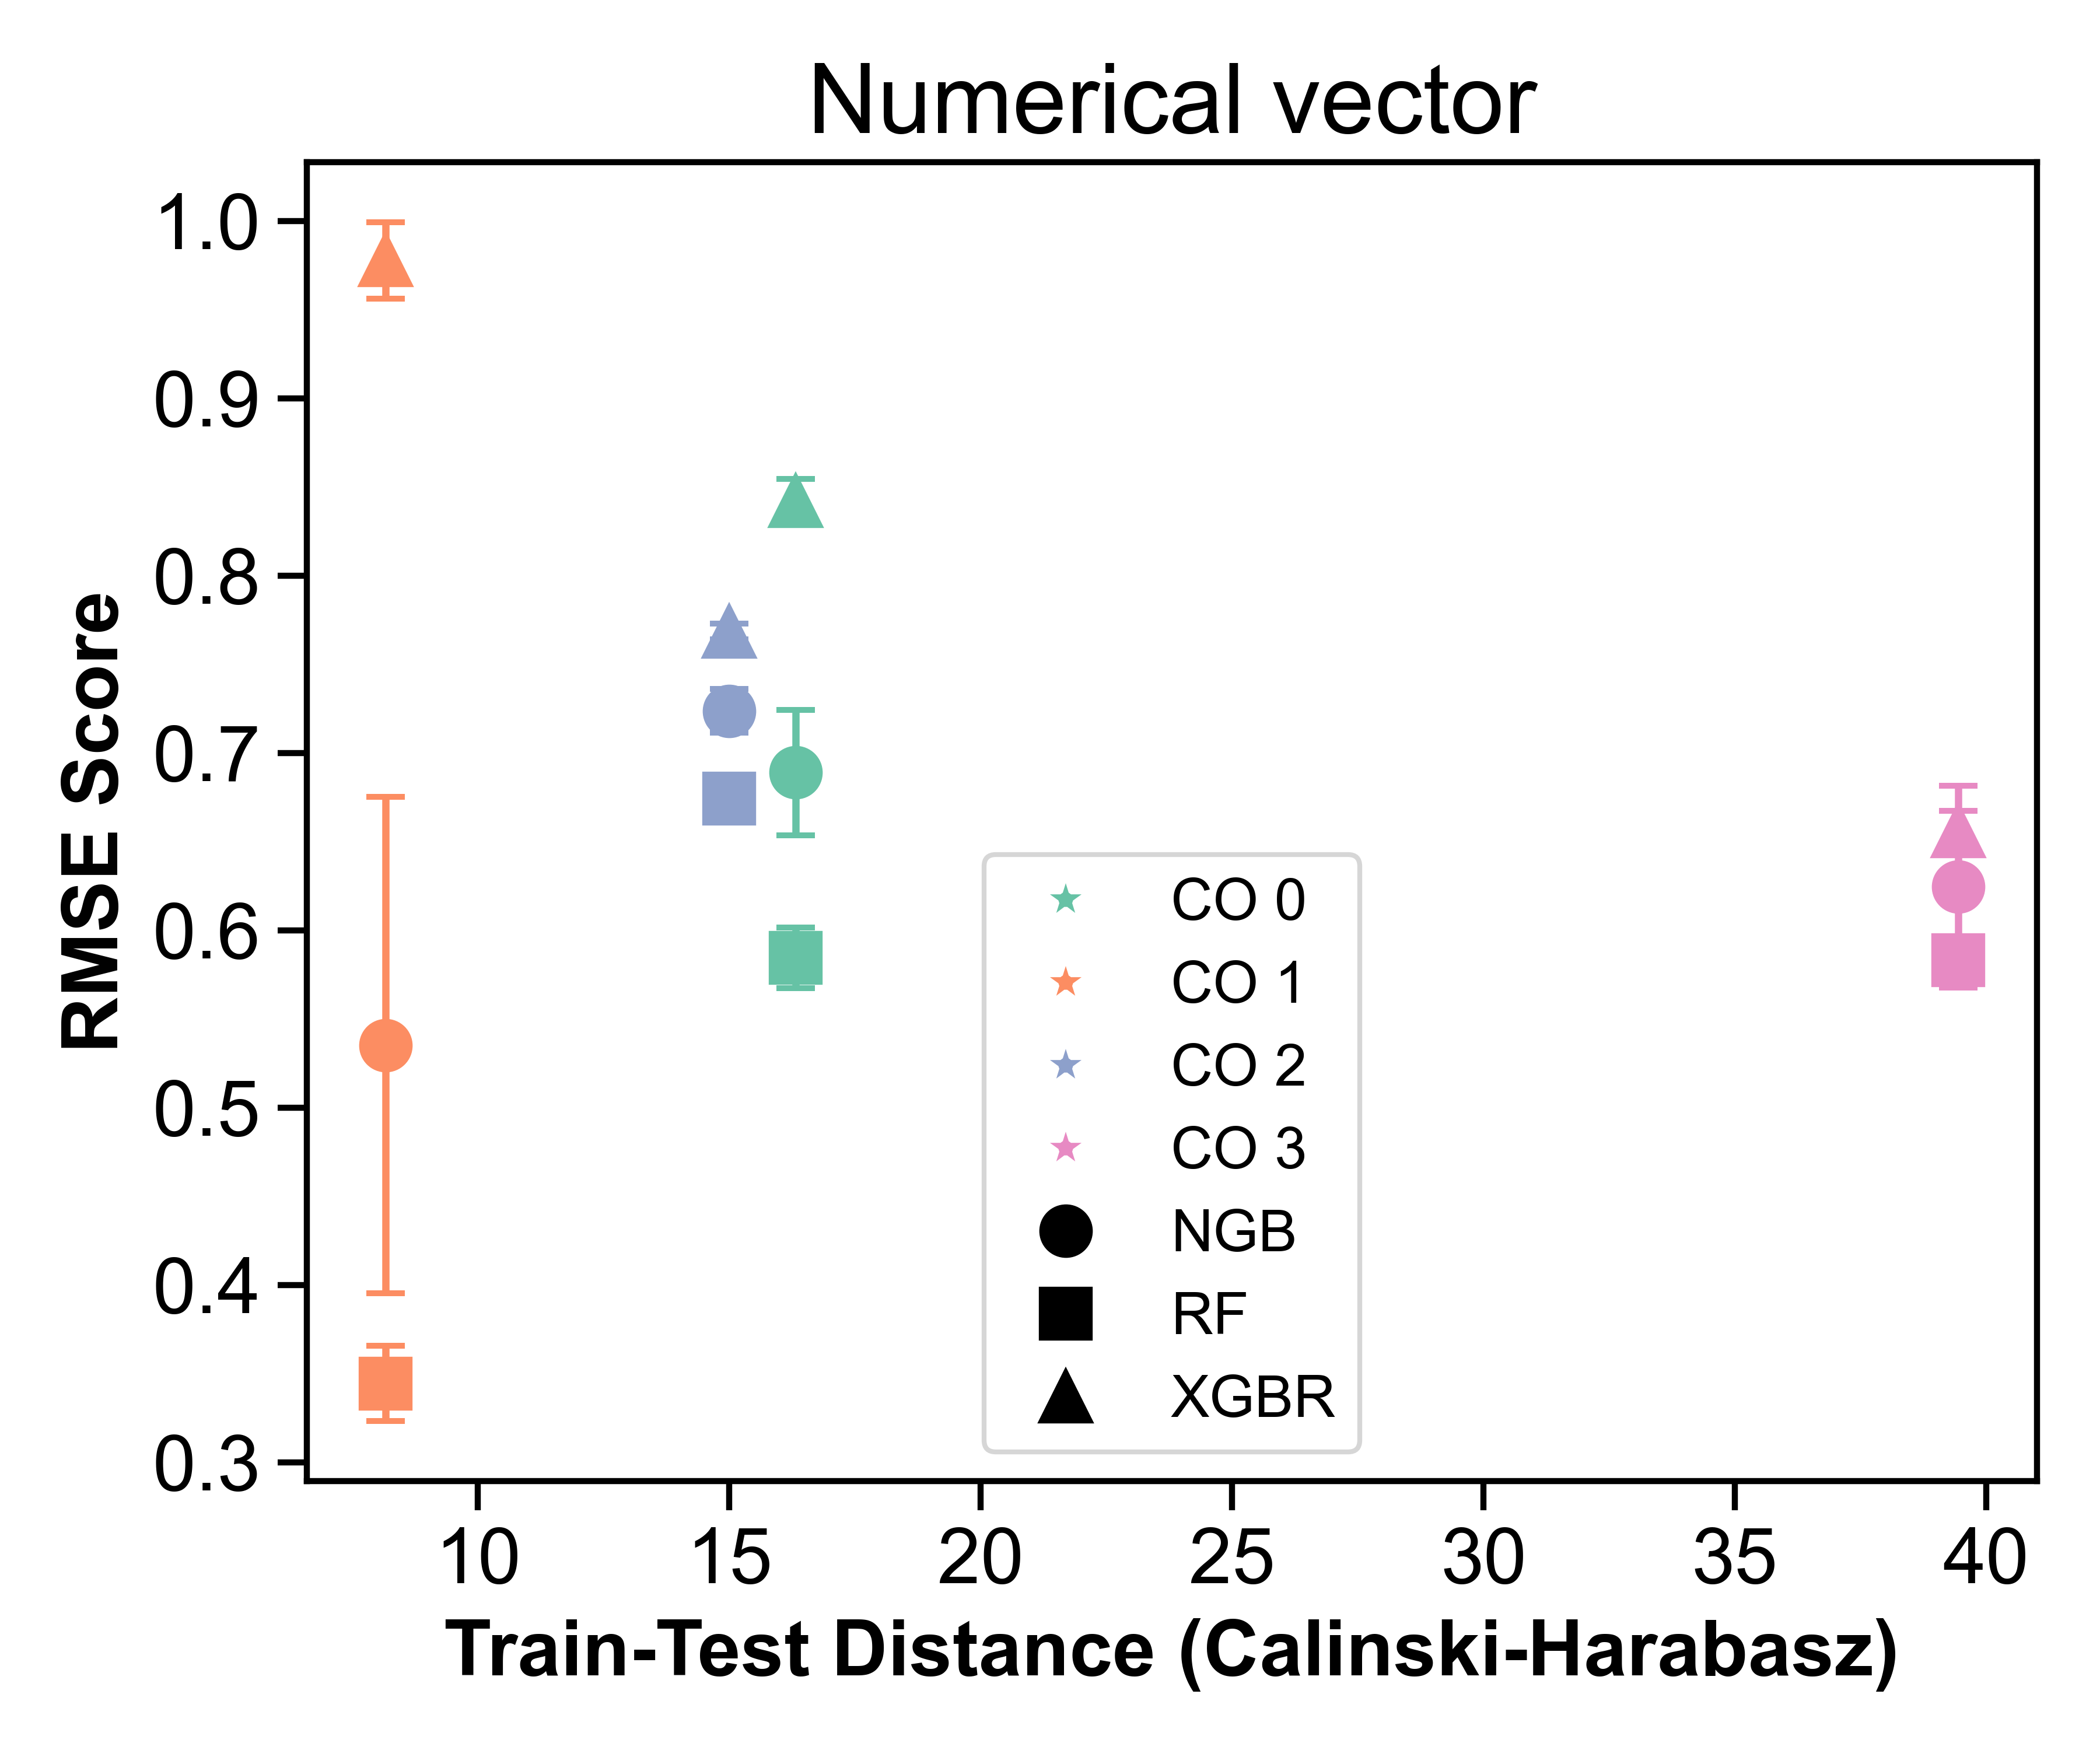 Numerical vector
RMSE Score
1.0
0.9
0.8
0.7
0.6
0.5
0.4
0.3
CO 0
CO 1
CO 2
CO 3
NGB
RF
XGBR
10 15 20 25 30 35 40
Train-Test Distance (Calinski-Harabasz)